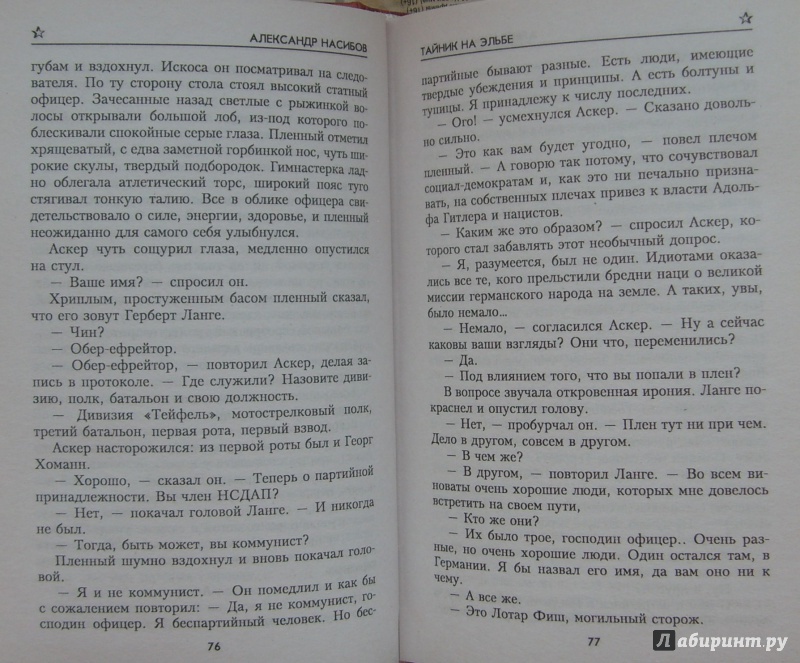 АЛЕКСАНДР НАСИБОВ
губам и вздохнул. Искоса он посматривал на следо-
вателя. По ту сторону стола стоял высокий статный
офицер. Зачесанные назад светлые с рыжинкой во-
лосы открывали большой лоб, из-под которого по-
блескивали спокойные серые глаза. Пленный отметил
хрящеватый, с едва заметной горбинкой нос, чуть ши-
рокие скулы, твердый подбородок. Гимнастерка лад-
но облегала атлетический торс, широкий пояс туго
стягивал тонкую талию. Все в облике офицера сви-
детельствовало о силе, энергии, здоровье, и пленный
неожиданно для самого себя улыбнулся.
Аскер чуть сощурил глаза, медленно опустился
на стул.
— Ваше имя? — спросил он.
Хриплым, простуженным басом пленный сказал,
что его зовут Герберт Ланге.
— Чин?
— Обер-ефрейтор.
— Обер-ефрейтор, — повторил Аскер, делая за-
пись в протоколе. — Где служили? Назовите диви-
зию, полк, батальон и свою должность.
— Дивизия «Тейфель», мотострелковый полк,
третий батальон, первая рота, первый взвод.
Аскер насторожился: из первой роты был и Георг
Хоманн.
— Хорошо, — сказал он. — Теперь о партийной
принадлежности. Вы член НСДАП?
— Нет, — покачал головой Ланге. — И никогда
не был.
— Тогда, быть может, вы коммунист?
Пленный шумно вздохнул и вновь покачал голо-
вой.
— Я и не коммунист. — Он помедлил и как бы
с сожалением повторил: — Да, я не коммунист, го-
сподин офицер. Я беспартийный человек. Но бес-
76
ТАЙНИК НА ЭЛЬБЕ
партийные бывают разные. Есть люди, имеющие
твердые убеждения и принципы. А есть болтуны и
тупицы. Я принадлежу к числу последних.
— Ого! — усмехнулся Аскер. — Сказано доволь-
но сильно.
— Это как вам будет угодно, — повел плечом
пленный. — А говорю так потому, что сочувствовал
социал-демократам и, как это ни печально призна-
вать, на собственных плечах привез к власти Адоль-
фа Гитлера и нацистов.
— Каким же это образом? — спросил Аскер, ко-
торого стал забавлять этот необычный допрос.
— Я, разумеется, был не один. Идиотами оказа-
лись все те, кого прельстили бредни наци о великой
миссии германского народа на земле. А таких, увы,
было немало...
— Немало, — согласился Аскер. — Ну а сейчас
каковы ваши взгляды? Они что, переменились?
— Да.
— Под влиянием того, что вы попали в плен?
В вопросе звучала откровенная ирония. Ланге по-
краснел и опустил голову.
— Нет, — пробурчал он. — Плен тут ни при чем.
Дело в другом, совсем в другом.
— В чем же?
— В другом, — повторил Ланге. — Во всем ви-
новаты очень хорошие люди, которых мне довелось
встретить на своем пути,
— Кто же они?
— Их было трое, господин офицер.. Очень раз-
ные, но очень хорошие люди. Один остался там, в
Германии. Я бы назвал его имя, да вам оно ни к
чему.
— А все же.
— Это Лотар Фиш, могильный сторож.
77
Лабиринт.ру